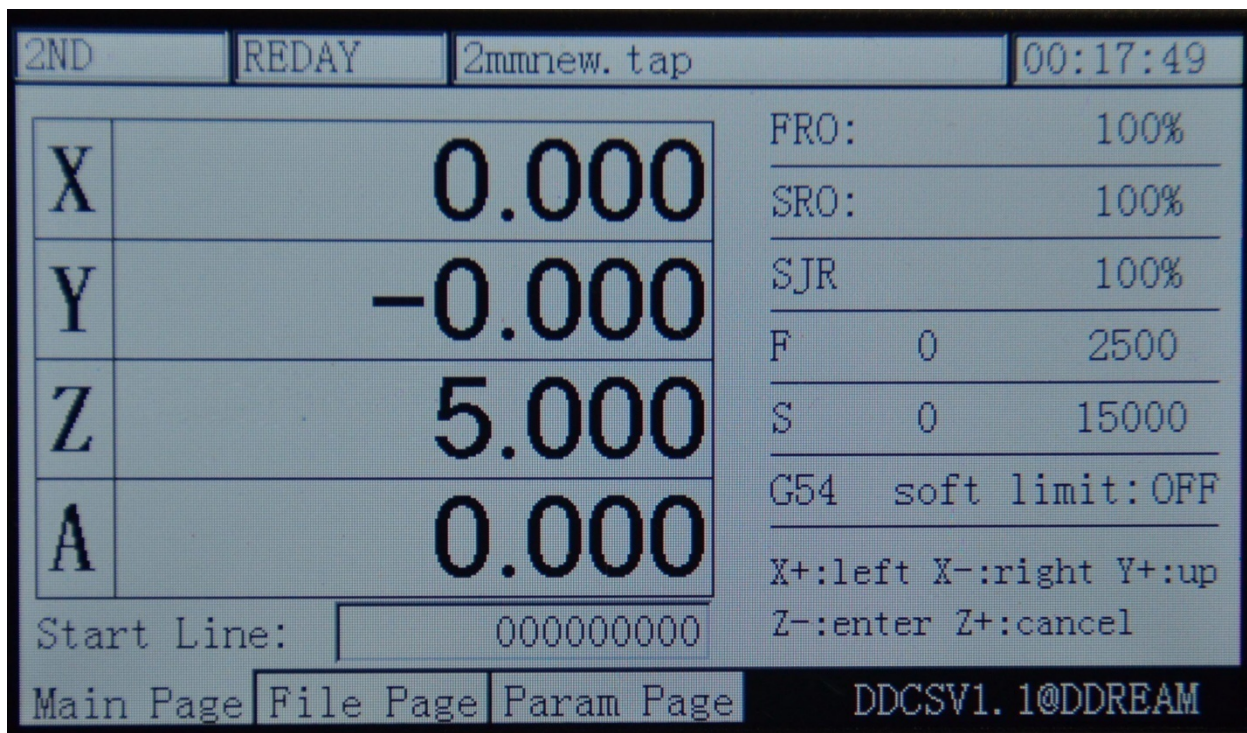 2ND REDAY 2mmnew.tap 00:17:49
X 0.000
Y -0.000
Z 5.000
A 0.000
FRO: 100%
SRO: 100%
SJR 100%
F 0 2500
S 0 15000
G54 soft limit:OFF
X+:left X-:right Y+:up
Z-:enter Z+:cancel
Start Line: 000000000
Main Page File Page Param Page DDCSV1.1@DDREAM